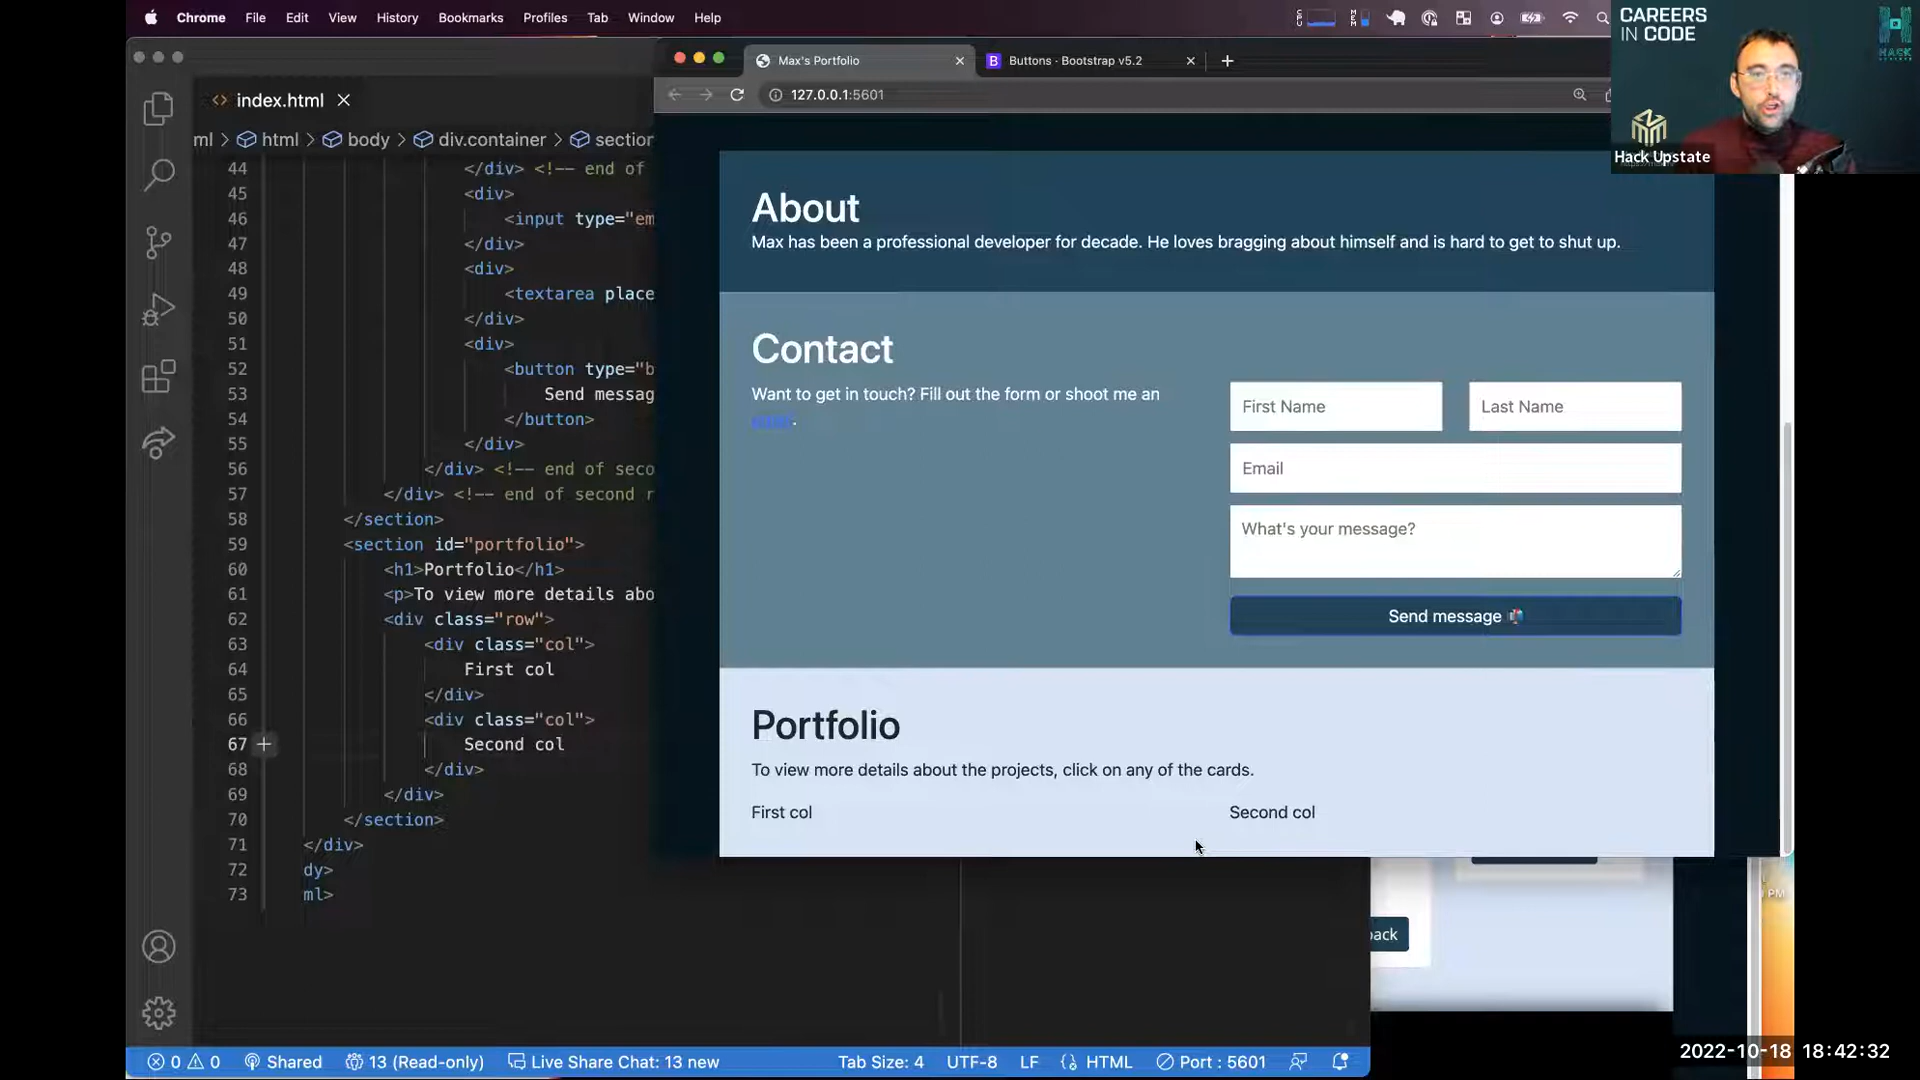 Chrome File Edit View History Bookmarks Profiles Tab Window Help
CAREERS
IN CODE
HACK
Hack Upstate
Max's Portfolio
Buttons · Bootstrap v5.2
127.0.0.1:5601
index.html
ml > html > body > div.container > section
44 </div> <!-- end of
45 <div>
46 <input type="em
47 </div>
48 <div>
49 <textarea place
50 </div>
51 <div>
52 <button type="b
53 Send messag
54 </button>
55 </div>
56 </div> <!-- end of seco
57 </div> <!-- end of second r
58 </section>
59 <section id="portfolio">
60 <h1>Portfolio</h1>
61 <p>To view more details abo
62 <div class="row">
63 <div class="col">
64 First col
65 </div>
66 <div class="col">
67 Second col
68 </div>
69 </div>
70 </section>
71 </div>
72 dy>
73 ml>
About
Max has been a professional developer for decade. He loves bragging about himself and is hard to get to shut up.
Contact
Want to get in touch? Fill out the form or shoot me an
First Name
Last Name
Email
What's your message?
Send message
Portfolio
To view more details about the projects, click on any of the cards.
First col
Second col
PM
back
0 0 Shared 13 (Read-only) Live Share Chat: 13 new Tab Size: 4 UTF-8 LF {} HTML Port : 5601
2022-10-18 18:42:32